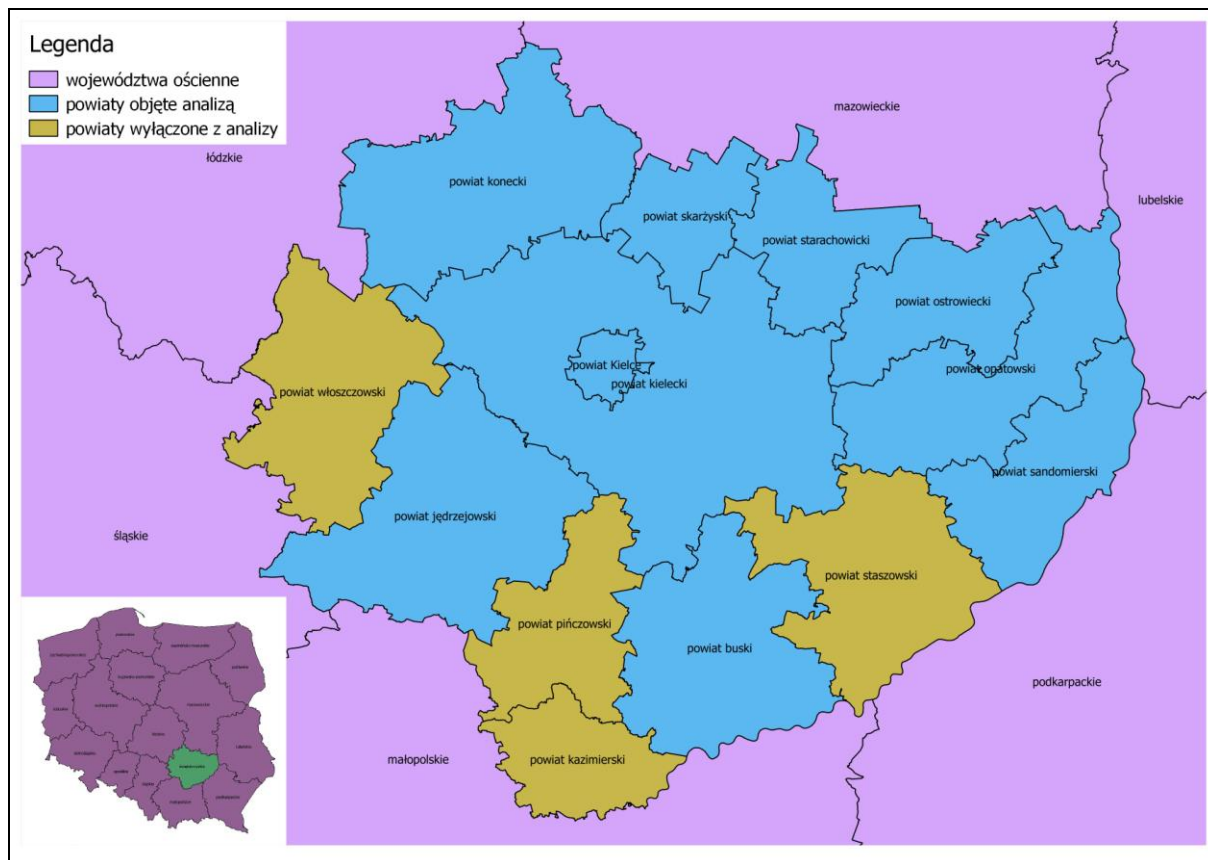 Legenda
województwa ościenne
powiaty objęte analizą
powiaty wyłączone z analizy
mazowieckie
łódzkie
powiat konecki
lubelskie
powiat skarżyski
powiat starachowicki
powiat ostrowiecki
powiat Kielce
powiat opatowski
powiat kielecki
powiat włoszczowski
powiat sandomierski
powiat jędrzejowski
śląskie
powiat staszowski
powiat pińczowski
powiat buski
podkarpackie
małopolskie
powiat kazimierski